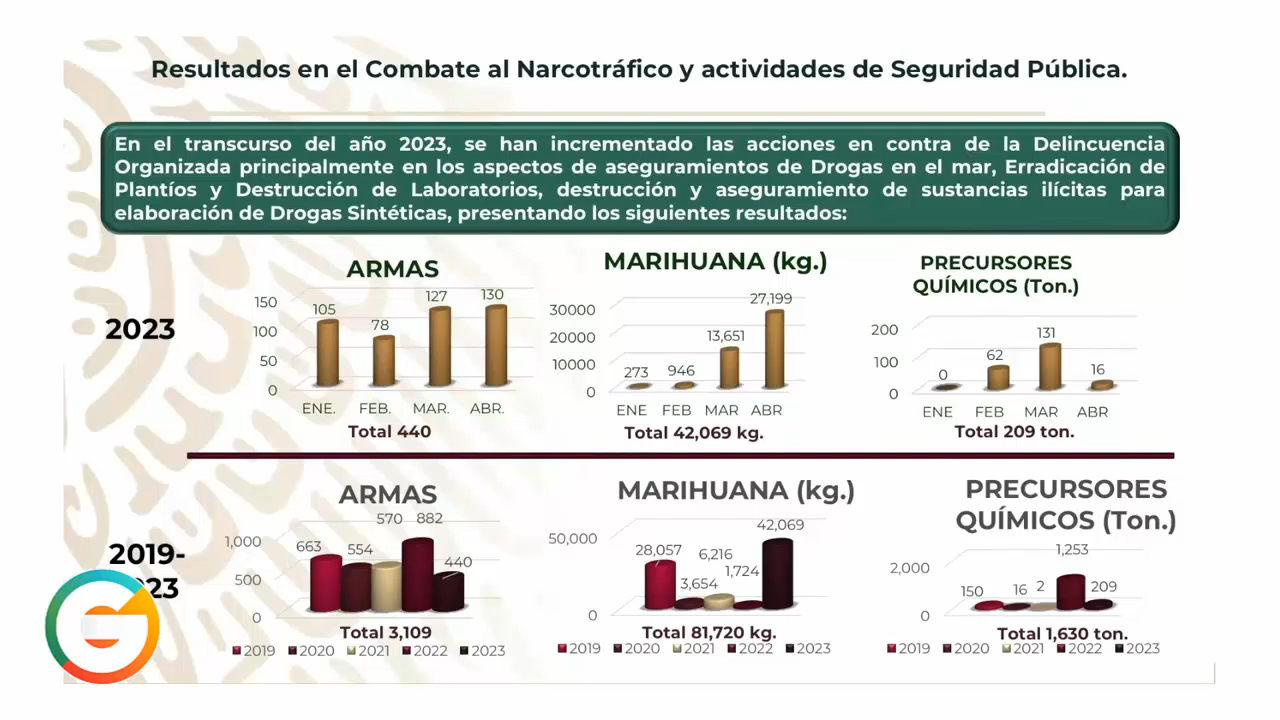 Resultados en el Combate al Narcotráfico y actividades de Seguridad Pública.
En el transcurso del año 2023, se han incrementado las acciones en contra de la Delincuencia
Organizada principalmente en los aspectos de aseguramientos de Drogas en el mar, Erradicación de
Plantíos y Destrucción de Laboratorios, destrucción y aseguramiento de sustancias ilícitas para
elaboración de Drogas Sintéticas, presentando los siguientes resultados:
2023
ARMAS
150
100
50
0
105
78
127
130
ENE.
FEB.
MAR.
ABR.
Total 440
MARIHUANA (kg.)
30000
20000
10000
0
273
946
13,651
27,199
ENE
FEB
MAR
ABR
Total 42,069 kg.
PRECURSORES
QUÍMICOS (Ton.)
200
100
0
0
62
131
16
ENE
FEB
MAR
ABR
Total 209 ton.
2019-
23
ARMAS
1,000
500
0
663
554
570
882
440
Total 3,109
2019
2020
2021
2022
2023
MARIHUANA (kg.)
50,000
0
28,057
3,654
6,216
1,724
42,069
Total 81,720 kg.
2019
2020
2021
2022
2023
PRECURSORES
QUÍMICOS (Ton.)
2,000
0
150
16
2
1,253
209
Total 1,630 ton.
2019
2020
2021
2022
2023